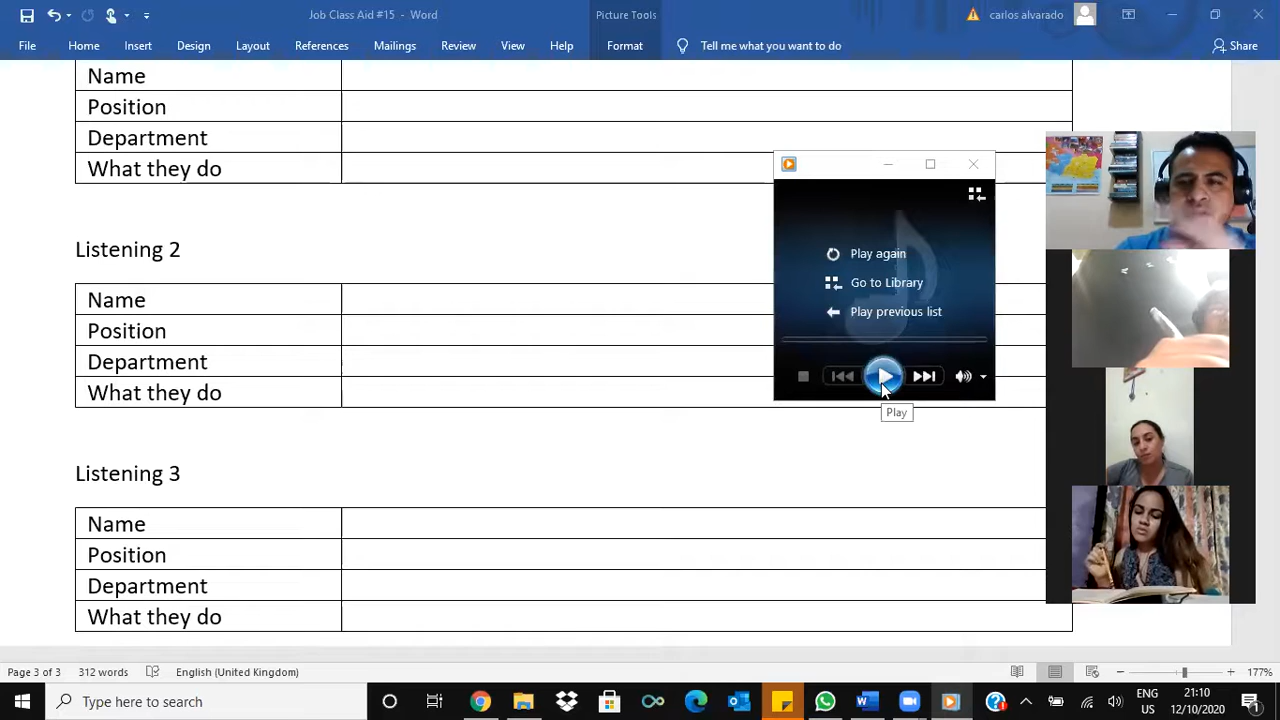 Job Class Aid #15 - Word
Picture Tools
carlos alvarado
File
Home
Insert
Design
Layout
References
Mailings
Review
View
Help
Format
Tell me what you want to do
Share
Name
Position
Department
What they do
Listening 2
Name
Position
Department
What they do
Play again
Go to Library
Play previous list
Play
Listening 3
Name
Position
Department
What they do
Page 3 of 3
312 words
English (United Kingdom)
177%
Type here to search
ENG
US
21:10
12/10/2020
1